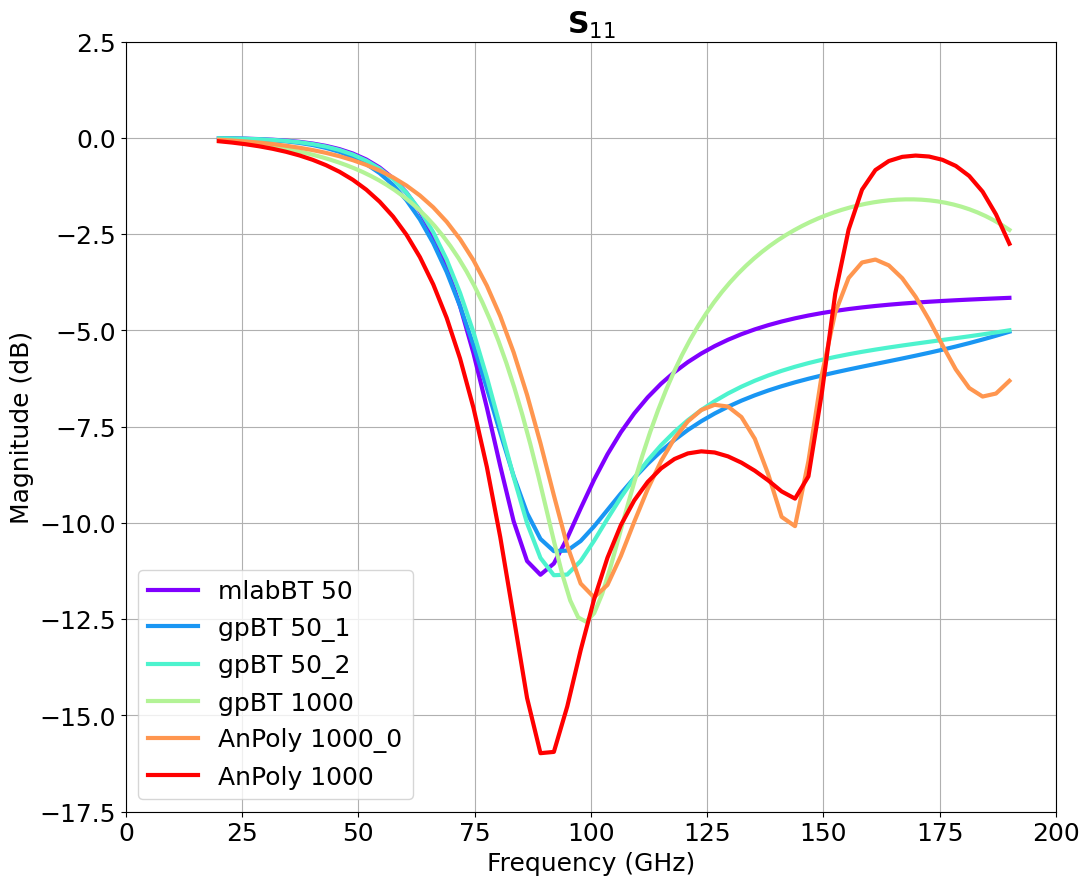 S₁₁
Magnitude (dB)
2.5
0.0
−2.5
−5.0
−7.5
−10.0
−12.5
−15.0
−17.5
mlabBT 50
gpBT 50_1
gpBT 50_2
gpBT 1000
AnPoly 1000_0
AnPoly 1000
0 25 50 75 100 125 150 175 200
Frequency (GHz)